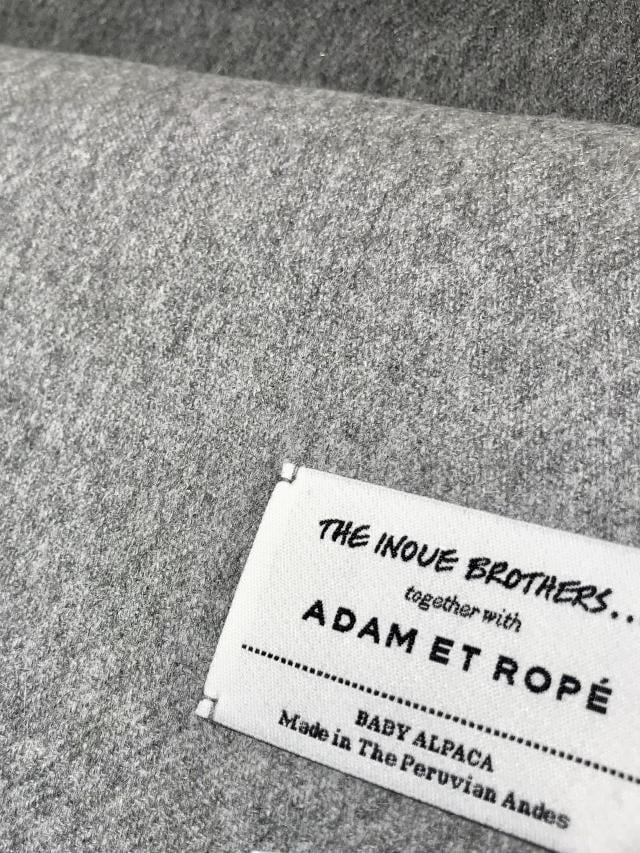 THE INOUE BROTHERS...
together with
ADAM ET ROPÉ
BABY ALPACA
Made in The Peruvian Andes